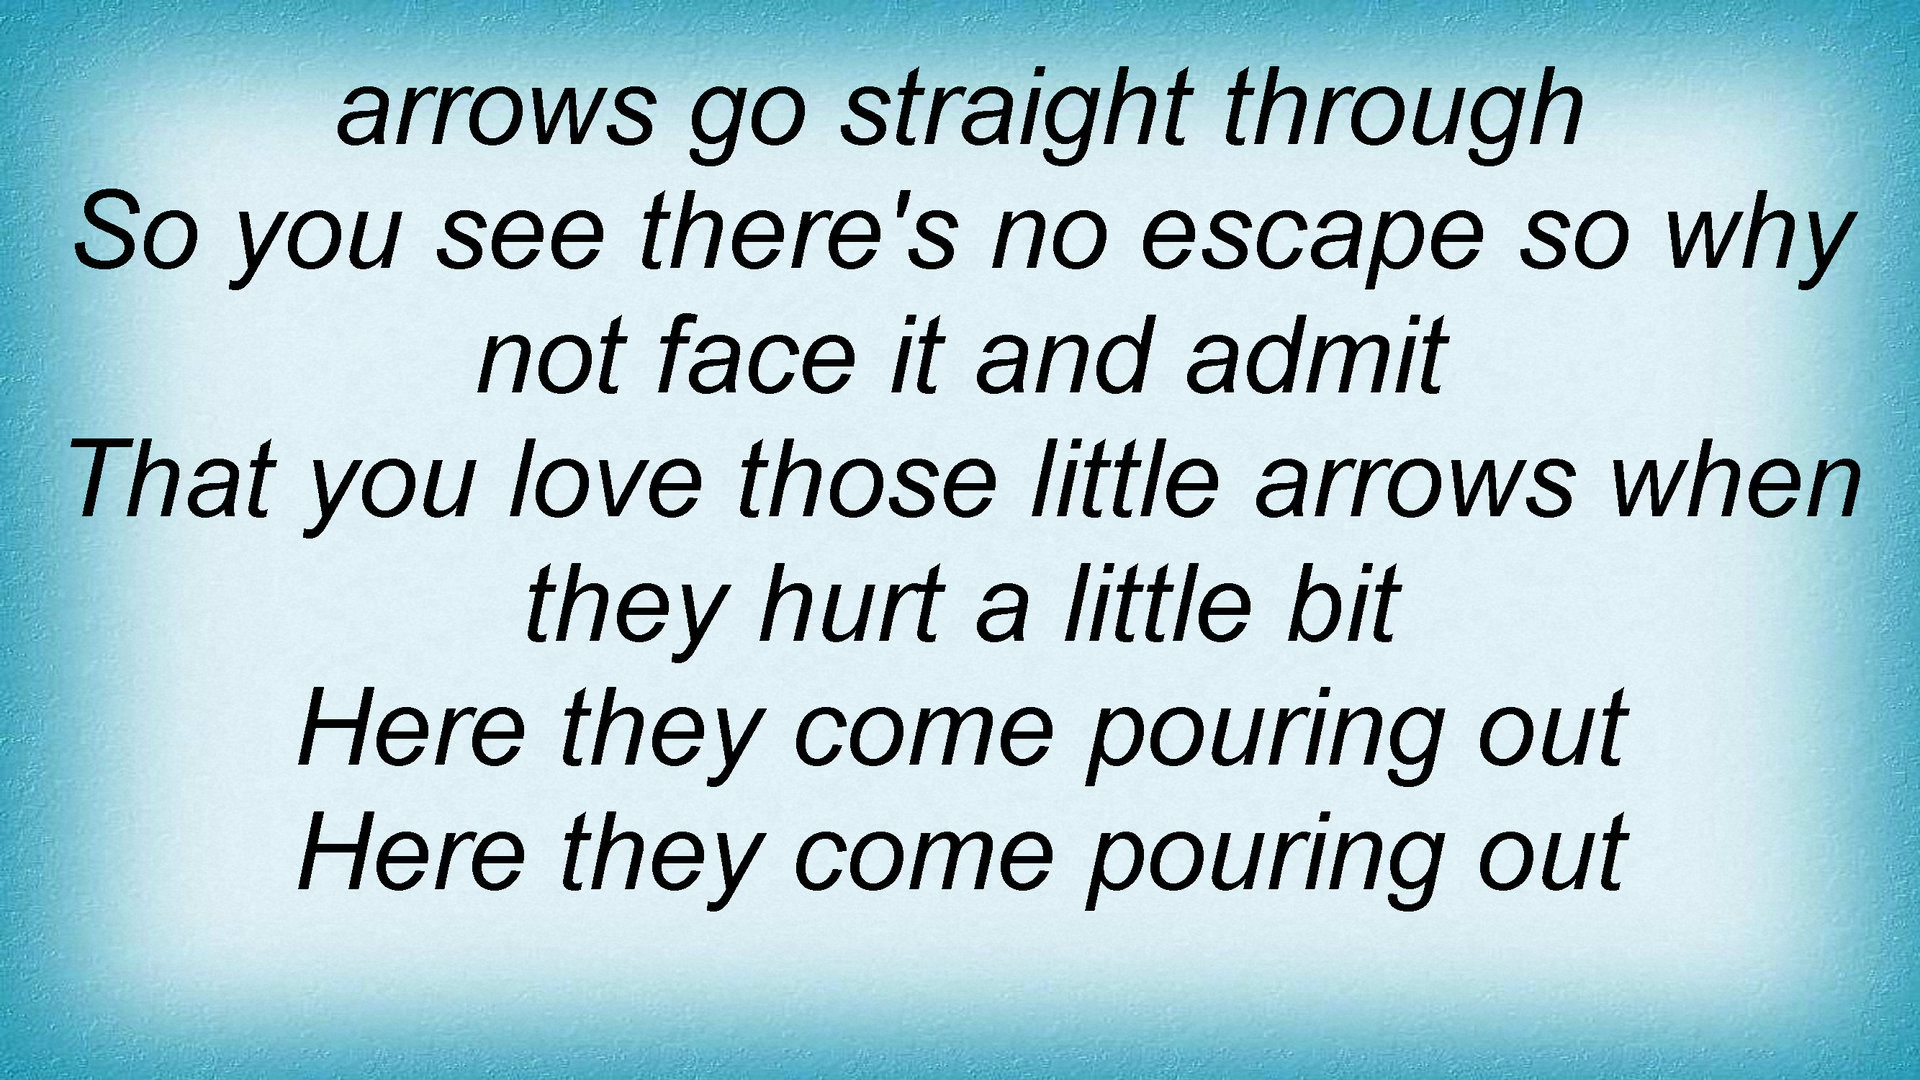 arrows go straight through
So you see there's no escape so why
not face it and admit
That you love those little arrows when
they hurt a little bit
Here they come pouring out
Here they come pouring out